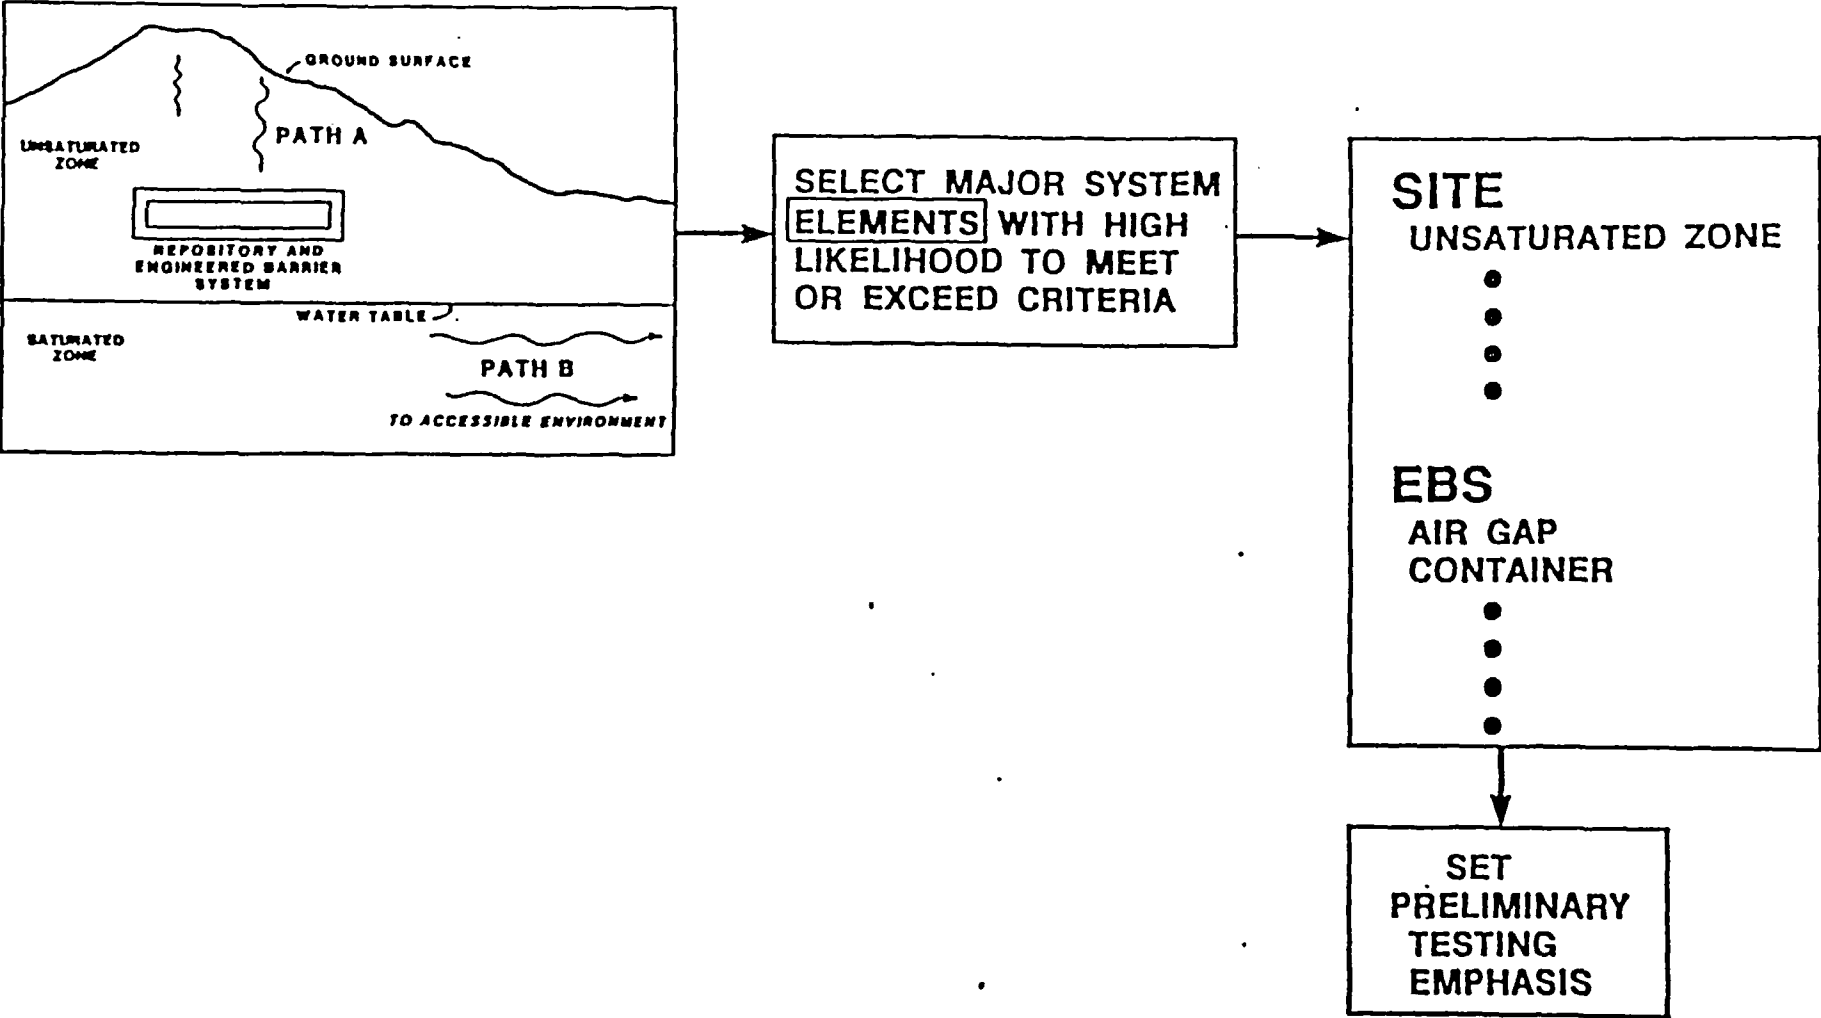 GROUND SURFACE
PATH A
UNSATURATED
ZONE
REPOSITORY AND
ENGINEERED BARRIER
SYSTEM
WATER TABLE
SATURATED
ZONE
PATH B
TO ACCESSIBLE ENVIRONMENT
SELECT MAJOR SYSTEM
ELEMENTS WITH HIGH
LIKELIHOOD TO MEET
OR EXCEED CRITERIA
SITE
UNSATURATED ZONE
EBS
AIR GAP
CONTAINER
SET
PRELIMINARY
TESTING
EMPHASIS